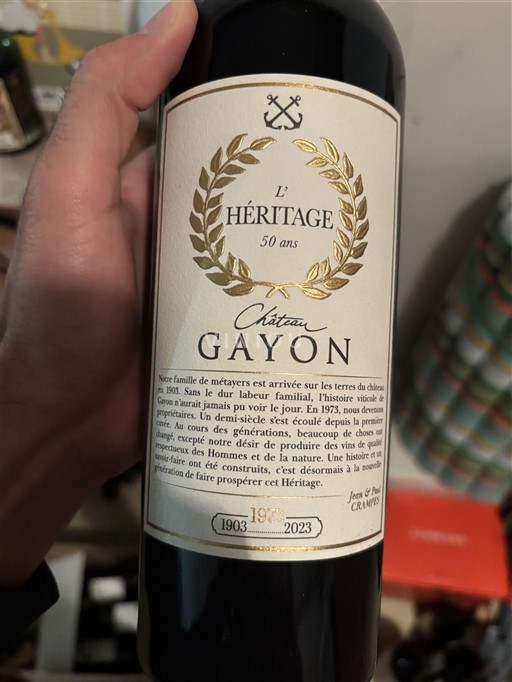 L'
HÉRITAGE
50 ans
Château
GAYON
Notre famille de métayers est arrivée sur les terres du château
en 1903. Sans le dur labeur familial, l'histoire viticole de
Gayon n'aurait jamais pu voir le jour. En 1973, nous devenons
propriétaires. Un demi-siècle s'est écoulé depuis la première
cuvée. Au cours des générations, beaucoup de choses ont
changé, excepté notre désir de produire des vins de qualité
respectueux des Hommes et de la nature. Une histoire et un
savoir-faire ont été construits, c'est désormais à la nouvelle
génération de faire prospérer cet Héritage.
Jean & Paul
CRAMPES
1973
1903..............2023